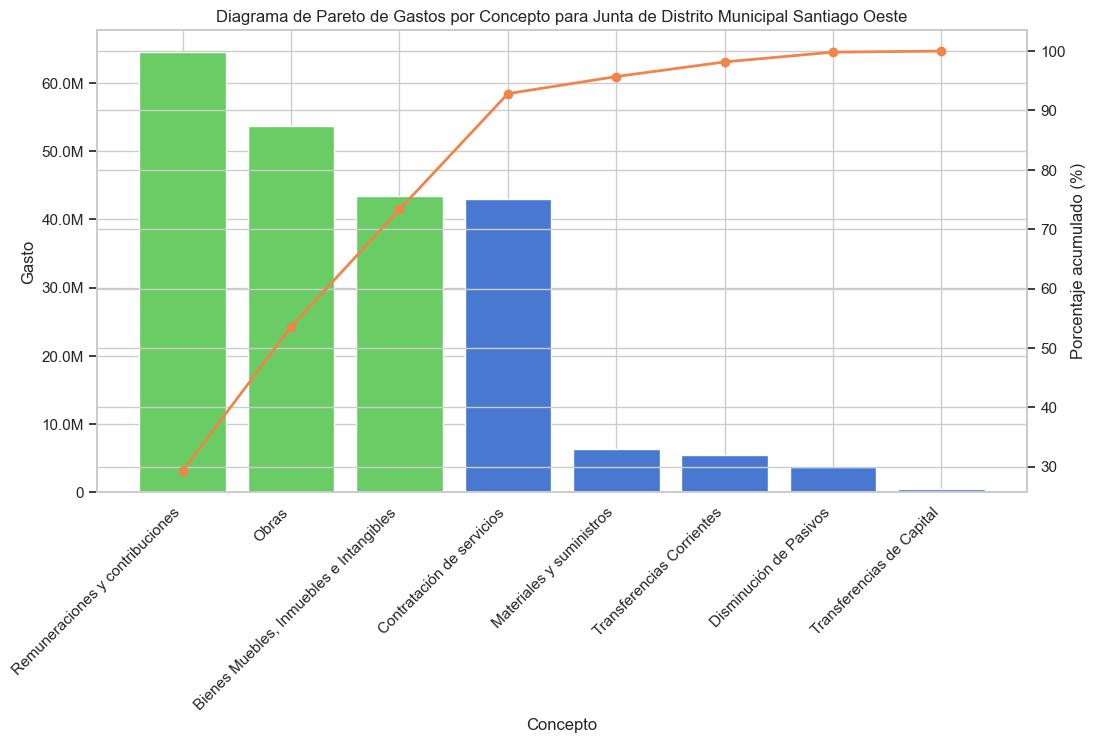 Diagrama de Pareto de Gastos por Concepto para Junta de Distrito Municipal Santiago Oeste
Gasto
60.0M
50.0M
40.0M
30.0M
20.0M
10.0M
0
100
90
80
70
60
50
40
30
Porcentaje acumulado (%)
Remuneraciones y contribuciones
Obras
Bienes Muebles, Inmuebles e Intangibles
Contratación de servicios
Materiales y suministros
Transferencias Corrientes
Disminución de Pasivos
Transferencias de Capital
Concepto